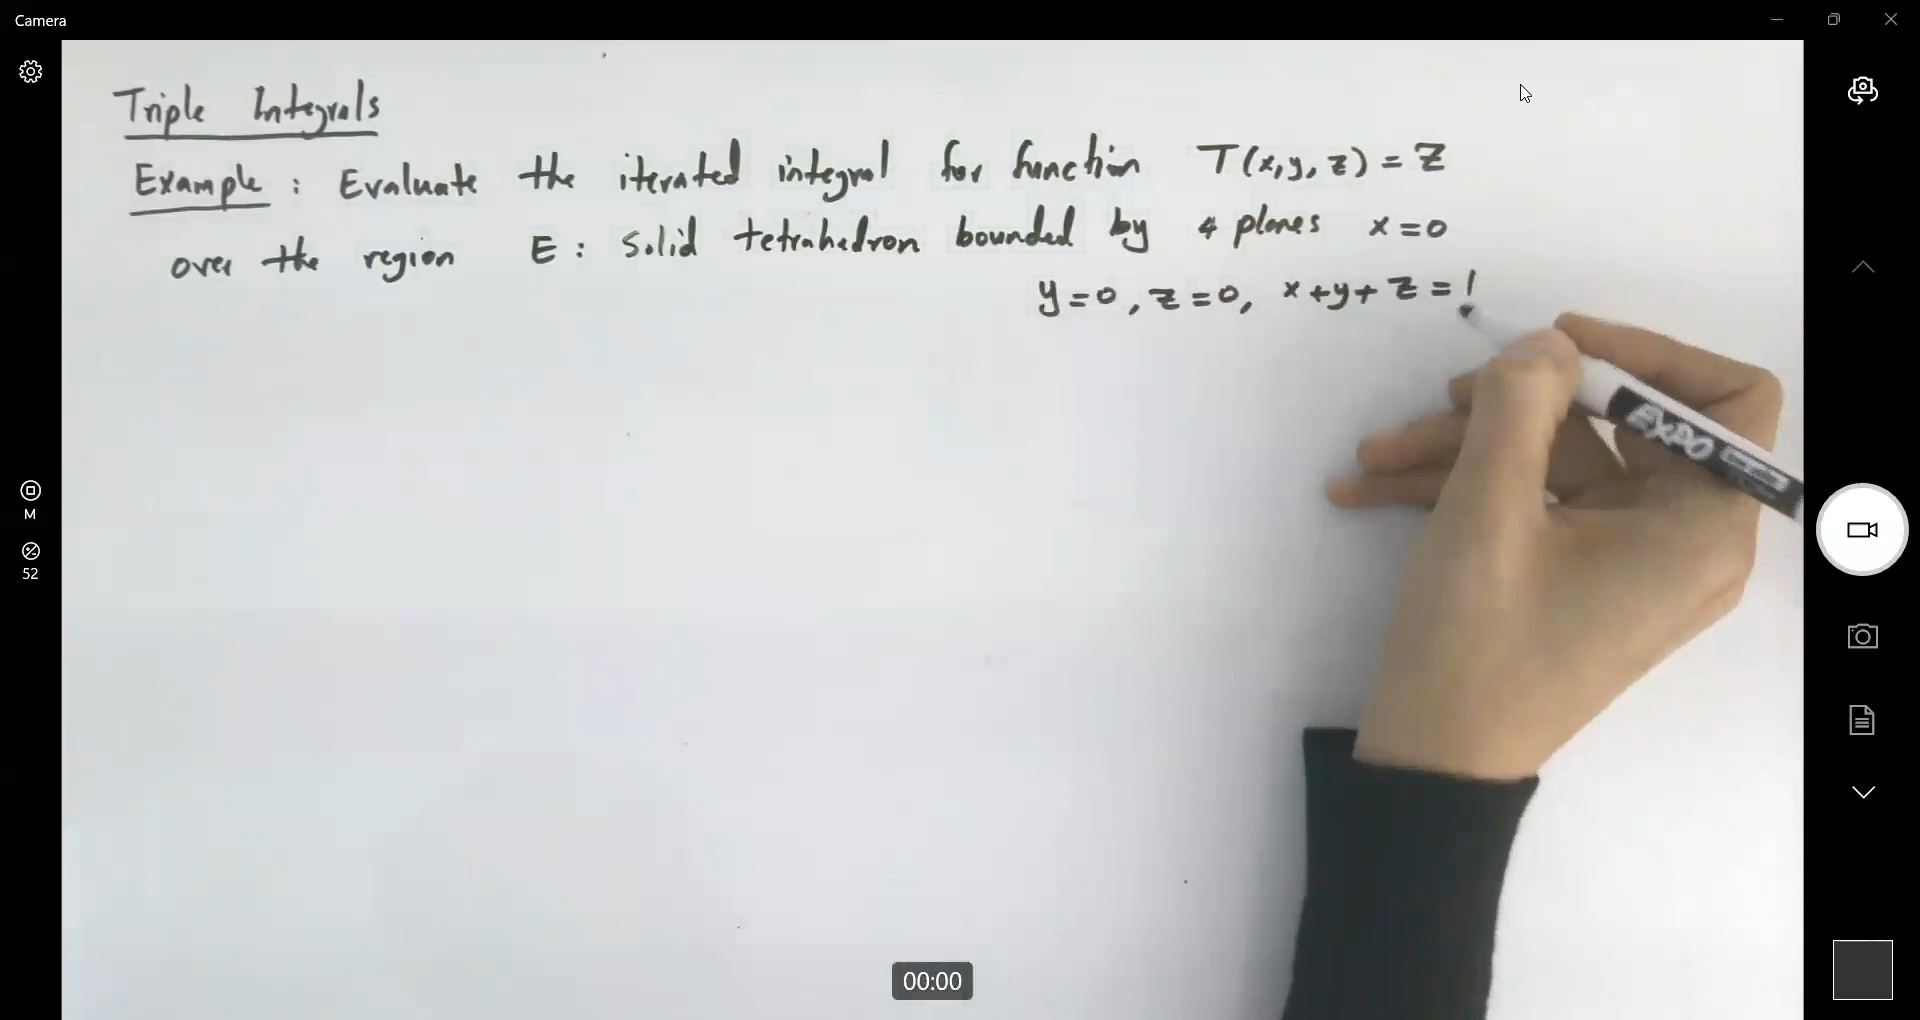 Camera
Triple Integrals
Example : Evaluate the iterated integral for function T(x,y,z) = z
over the region E : Solid tetrahedron bounded by 4 planes x=0
y=0, z=0, x+y+z=1
EXPO
M
52
00:00